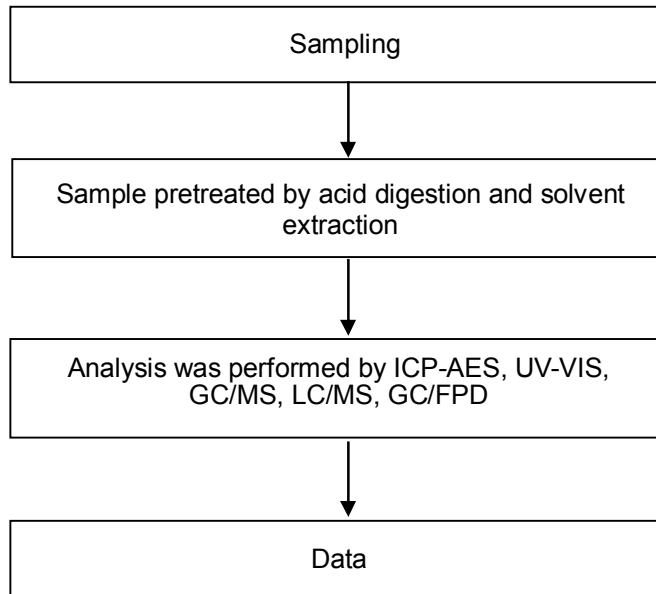 Sampling
Sample pretreated by acid digestion and solvent
extraction
Analysis was performed by ICP-AES, UV-VIS,
GC/MS, LC/MS, GC/FPD
Data